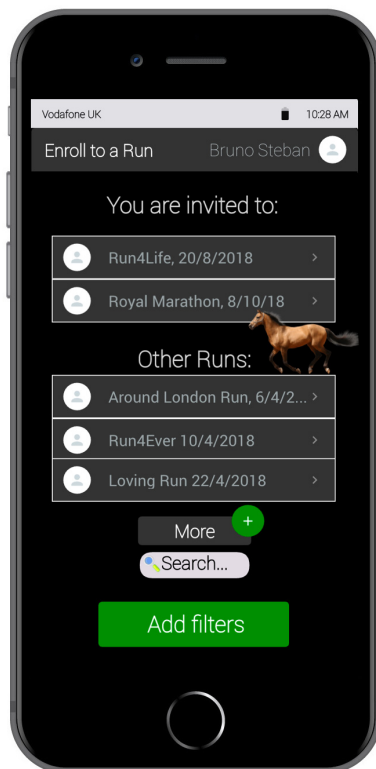 Vodafone UK 10:28 AM
Enroll to a Run Bruno Steban
You are invited to:
Run4Life, 20/8/2018
Royal Marathon, 8/10/18
Other Runs:
Around London Run, 6/4/2...
Run4Ever 10/4/2018
Loving Run 22/4/2018
More +
Search...
Add filters